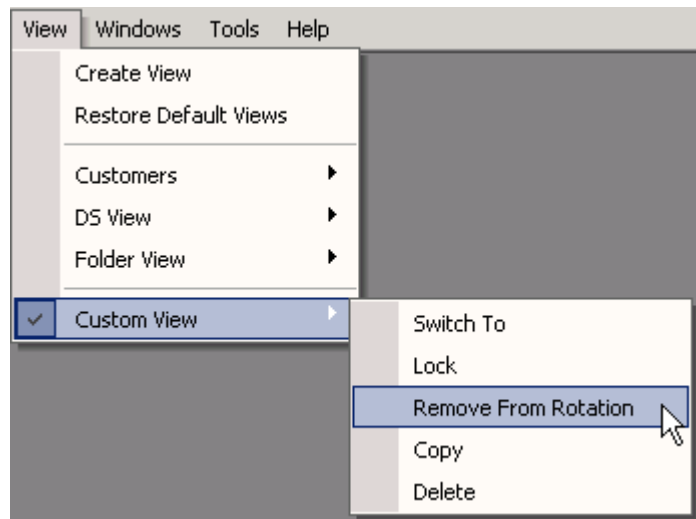 View Windows Tools Help
Create View
Restore Default Views
Customers
DS View
Folder View
Custom View
Switch To
Lock
Remove From Rotation
Copy
Delete